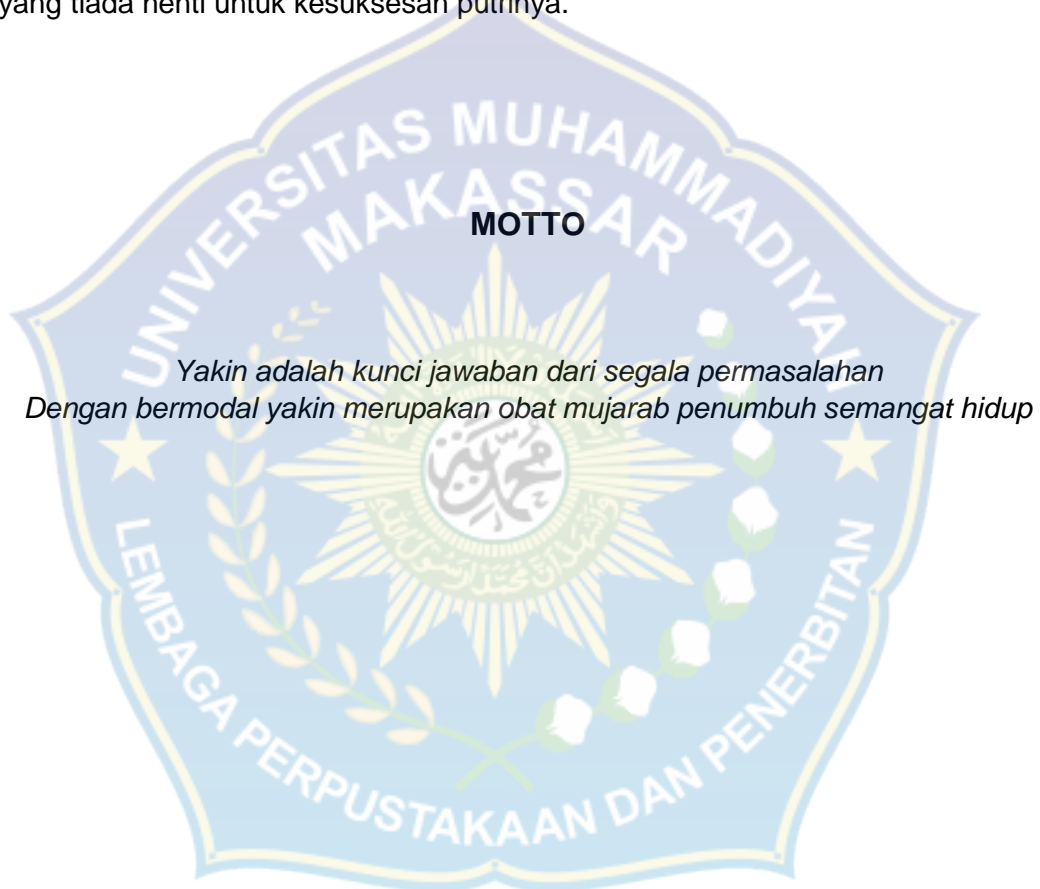 yang tiada henti untuk kesuksesan putrinya.
UNIVERSITAS MUHAMMADIYAH
MAKASSAR
MOTTO
Yakin adalah kunci jawaban dari segala permasalahan
Dengan bermodal yakin merupakan obat mujarab penumbuh semangat hidup
محمدية
LEMBAGA PERPUSTAKAAN DAN PENERBITAN